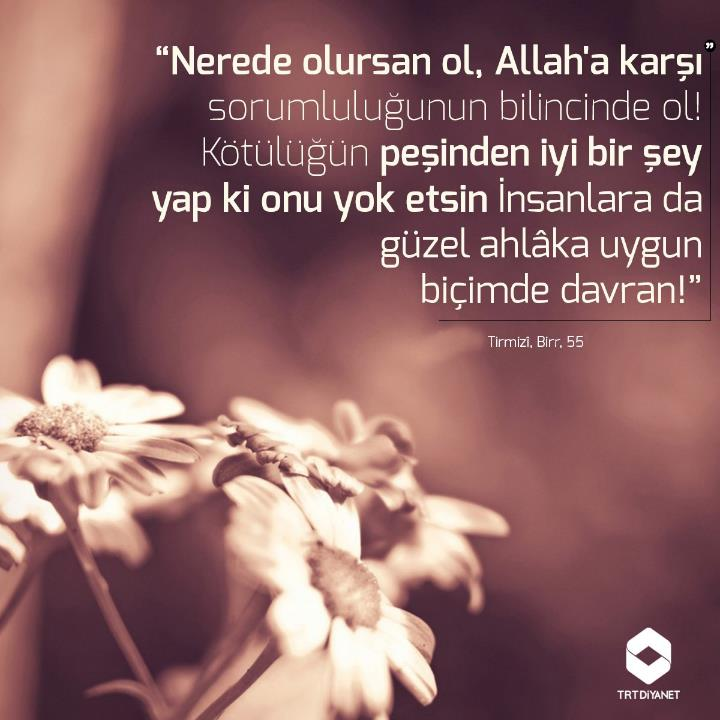 “Nerede olursan ol, Allah'a karşı
sorumluluğunun bilincinde ol!
Kötülüğün peşinden iyi bir şey
yap ki onu yok etsin İnsanlara da
güzel ahlâka uygun
biçimde davran!”
”
Tirmizî, Birr, 55
TRT DİYANET